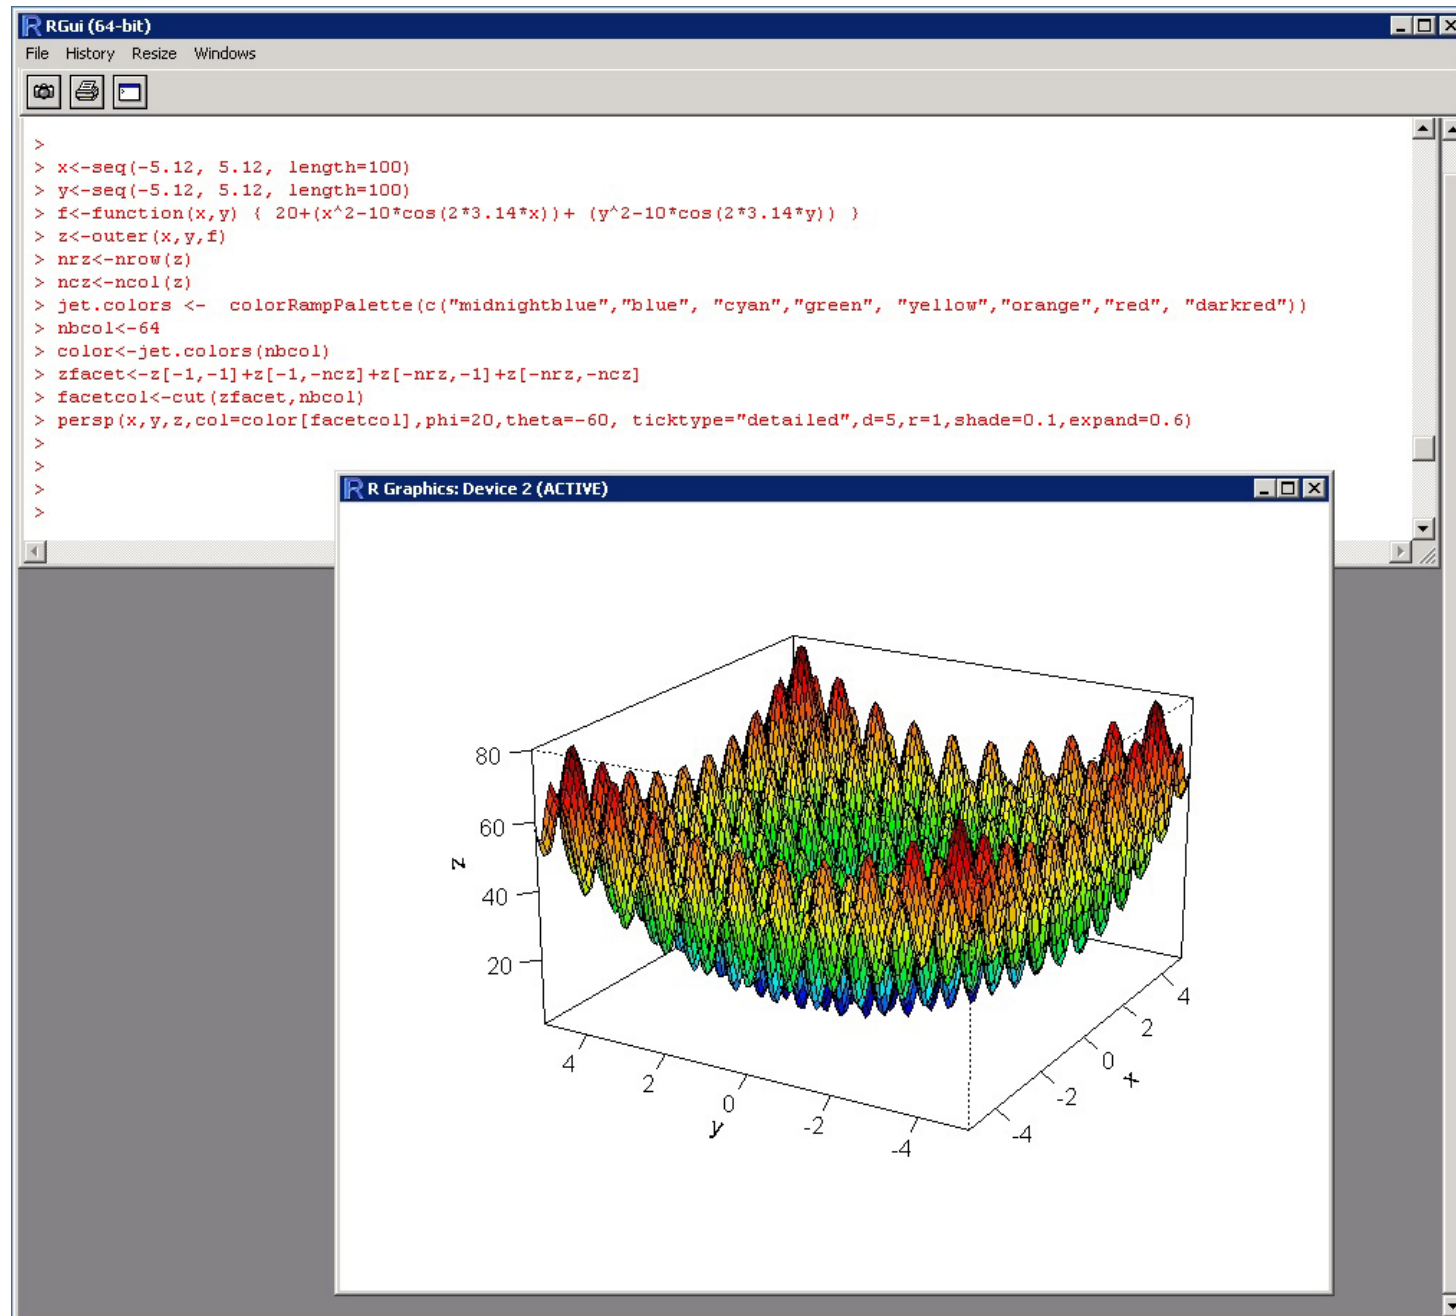 RGui (64-bit)
File History Resize Windows
>
> x<-seq(-5.12, 5.12, length=100)
> y<-seq(-5.12, 5.12, length=100)
> f<-function(x,y) { 20+(x^2-10*cos(2*3.14*x))+ (y^2-10*cos(2*3.14*y)) }
> z<-outer(x,y,f)
> nrz<-nrow(z)
> ncz<-ncol(z)
> jet.colors <-  colorRampPalette(c("midnightblue","blue", "cyan","green", "yellow","orange","red", "darkred"))
> nbcol<-64
> color<-jet.colors(nbcol)
> zfacet<-z[-1,-1]+z[-1,-ncz]+z[-nrz,-1]+z[-nrz,-ncz]
> facetcol<-cut(zfacet,nbcol)
> persp(x,y,z,col=color[facetcol],phi=20,theta=-60, ticktype="detailed",d=5,r=1,shade=0.1,expand=0.6)
>
>
>
>
R Graphics: Device 2 (ACTIVE)
80
60
z
40
20
4
2
0
-2
-4
y
-4
-2
0
2
4
x